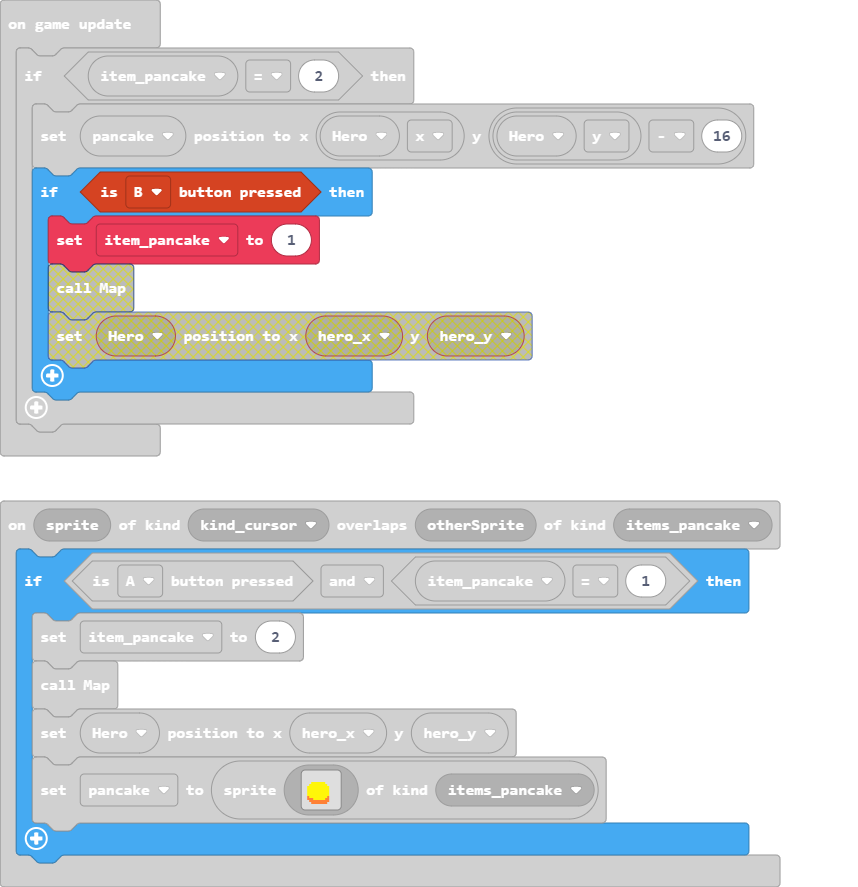 on game update
if item_pancake = 2 then
set pancake position to x Hero x y Hero y - 16
if is B button pressed then
set item_pancake to 1
call Map
set Hero position to x hero_x y hero_y
on sprite of kind kind_cursor overlaps otherSprite of kind items_pancake
if is A button pressed and item_pancake = 1 then
set item_pancake to 2
call Map
set Hero position to x hero_x y hero_y
set pancake to sprite of kind items_pancake